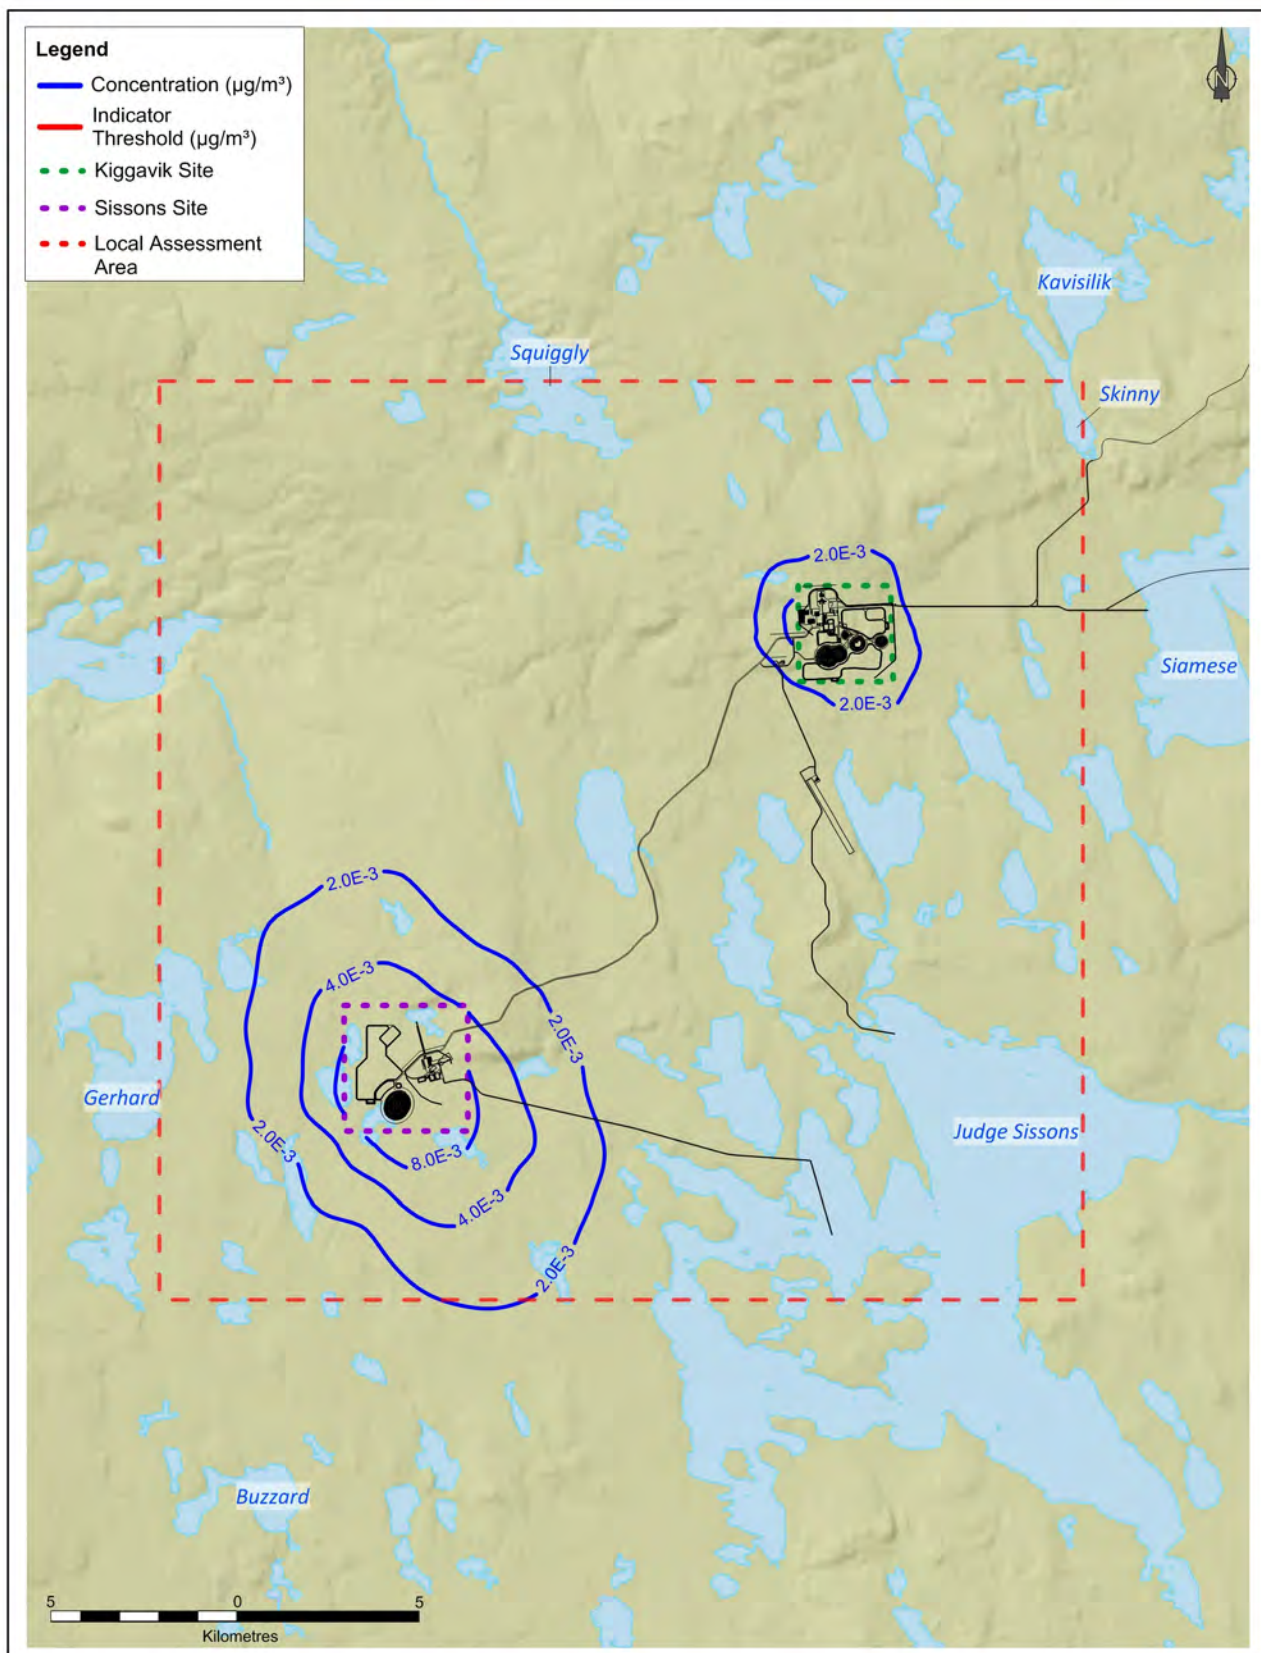 Legend
Concentration (µg/m³)
Indicator
Threshold (µg/m³)
Kiggavik Site
Sissons Site
Local Assessment
Area
N
Kavisilik
Squiggly
Skinny
2.0E-3
Siamese
2.0E-3
2.0E-3
4.0E-3
2.0E-3
Gerhard
2.0E-3
Judge Sissons
8.0E-3
4.0E-3
2.0E-3
Buzzard
5 0 5
Kilometres